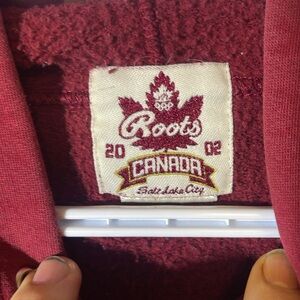 Roots
20 02
CANADA
Salt Lake City